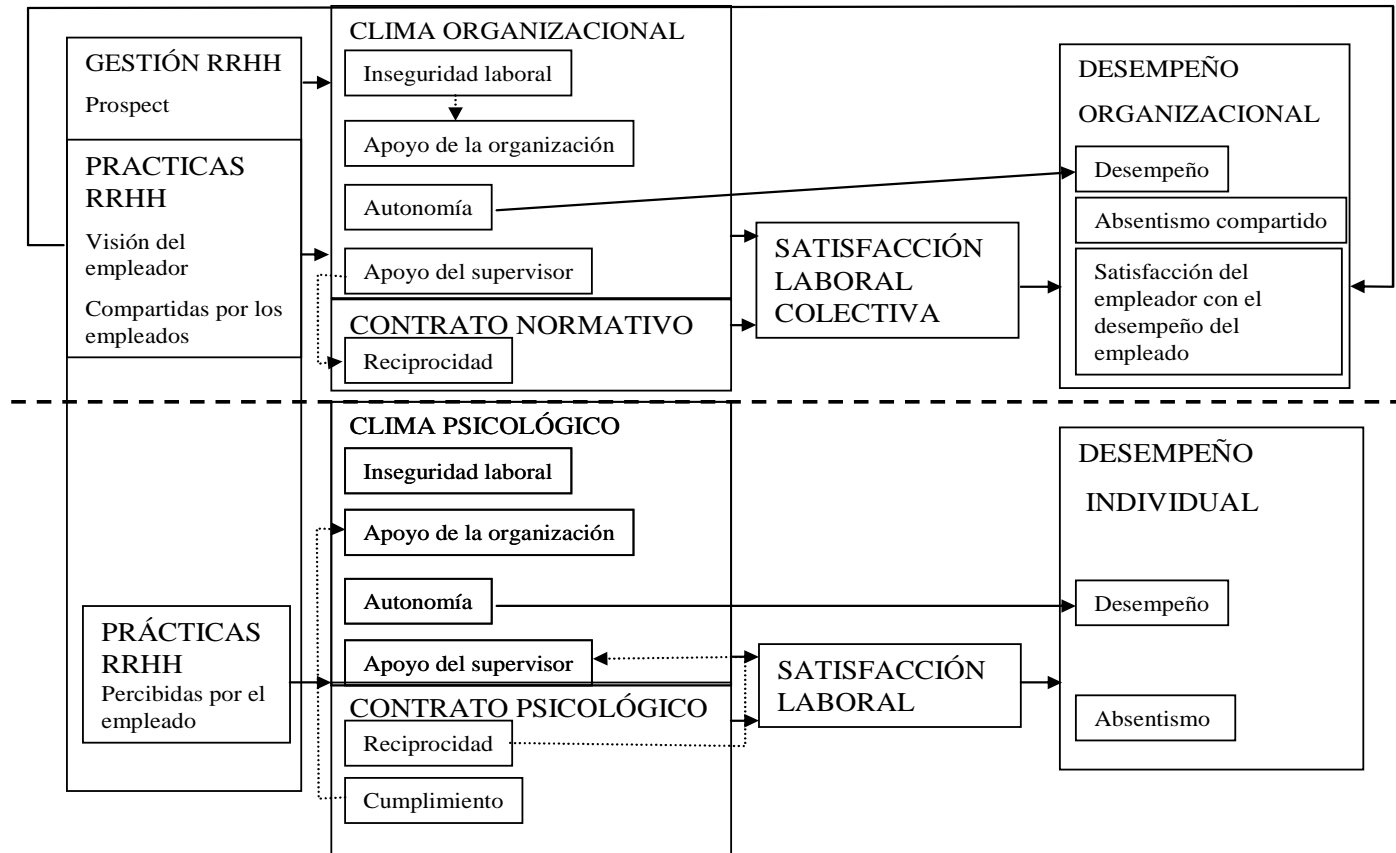 GESTIÓN RRHH
Prospect
PRACTICAS
RRHH
Visión del
empleador
Compartidas por los
empleados
CLIMA ORGANIZACIONAL
Inseguridad laboral
Apoyo de la organización
Autonomía
Apoyo del supervisor
CONTRATO NORMATIVO
Reciprocidad
SATISFACCIÓN
LABORAL
COLECTIVA
DESEMPEÑO
ORGANIZACIONAL
Desempeño
Absentismo compartido
Satisfacción del
empleador con el
desempeño del
empleado
PRÁCTICAS
RRHH
Percibidas por el
empleado
CLIMA PSICOLÓGICO
Inseguridad laboral
Apoyo de la organización
Autonomía
Apoyo del supervisor
CONTRATO PSICOLÓGICO
Reciprocidad
Cumplimiento
SATISFACCIÓN
LABORAL
DESEMPEÑO
INDIVIDUAL
Desempeño
Absentismo